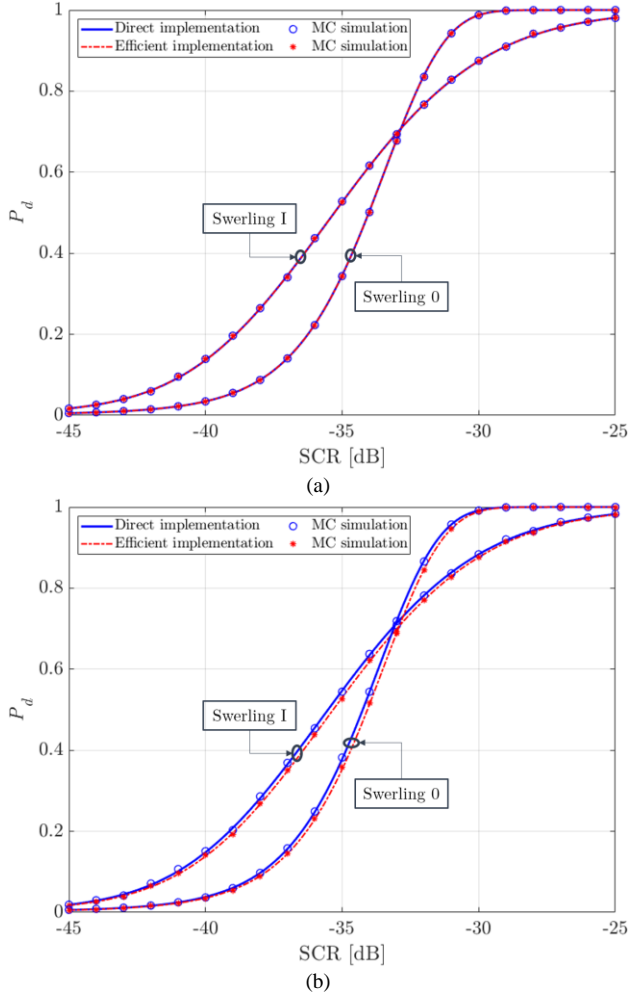 1
Direct implementation MC simulation
Efficient implementation MC simulation
0.8
0.6
P_d
Swerling I
0.4
Swerling 0
0.2
0
-45 -40 -35 -30 -25
SCR [dB]
(a)
1
Direct implementation MC simulation
Efficient implementation MC simulation
0.8
0.6
P_d
Swerling I
0.4
Swerling 0
0.2
0
-45 -40 -35 -30 -25
SCR [dB]
(b)